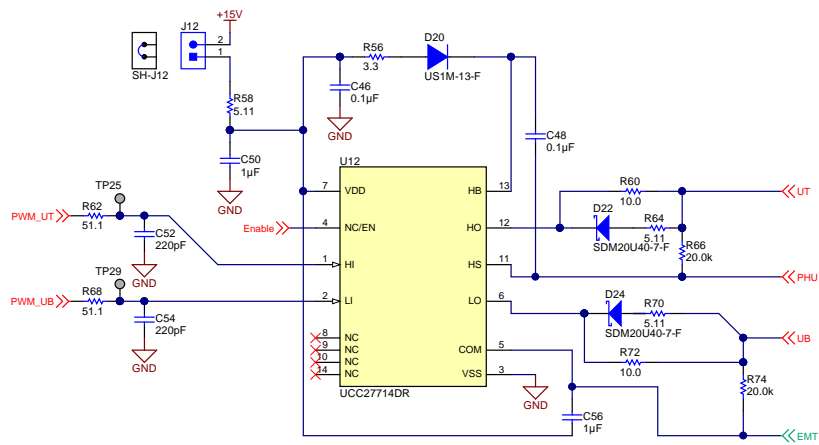 +15V
J12
2
1
SH-J12
R58
5.11
C50
1µF
GND
C46
0.1µF
GND
R56
3.3
D20
US1M-13-F
C48
0.1µF
TP25
PWM_UT
R62
51.1
C52
220pF
GND
TP29
PWM_UB
R68
51.1
C54
220pF
GND
Enable
U12
7 VDD
4 NC/EN
1 HI
2 LI
8 NC
9 NC
10 NC
14 NC
HB 13
HO 12
HS 11
LO 6
COM 5
VSS 3
UCC27714DR
GND
R60
10.0
D22
SDM20U40-7-F
R64
5.11
R66
20.0k
UT
PHU
D24
SDM20U40-7-F
R70
5.11
R72
10.0
R74
20.0k
UB
C56
1µF
EMT